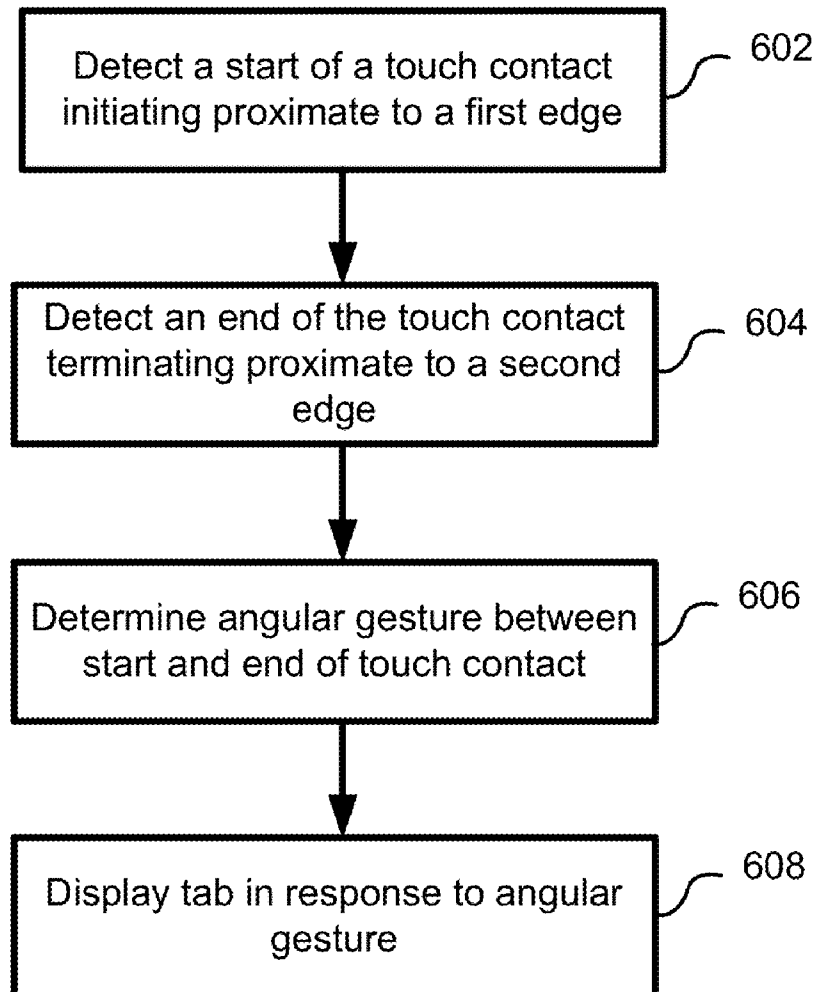 Detect a start of a touch contact
initiating proximate to a first edge
602
Detect an end of the touch contact
terminating proximate to a second
edge
604
Determine angular gesture between
start and end of touch contact
606
Display tab in response to angular
gesture
608